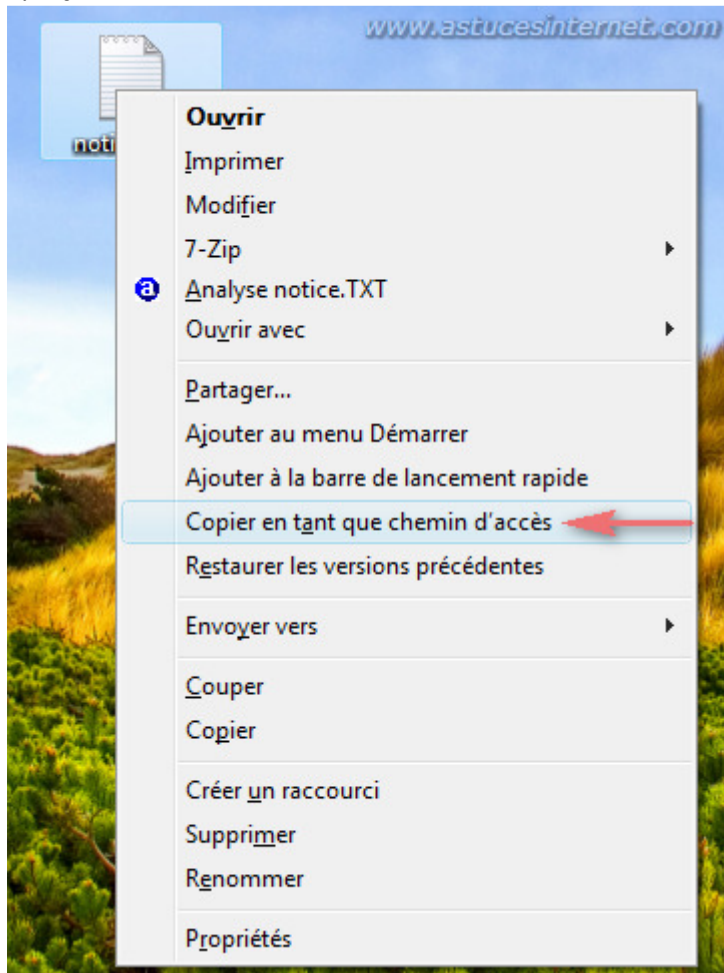 www.astucesinternet.com
noti
Ouvrir
Imprimer
Modifier
7-Zip
Analyse notice.TXT
Ouvrir avec
Partager...
Ajouter au menu Démarrer
Ajouter à la barre de lancement rapide
Copier en tant que chemin d'accès
Restaurer les versions précédentes
Envoyer vers
Couper
Copier
Créer un raccourci
Supprimer
Renommer
Propriétés